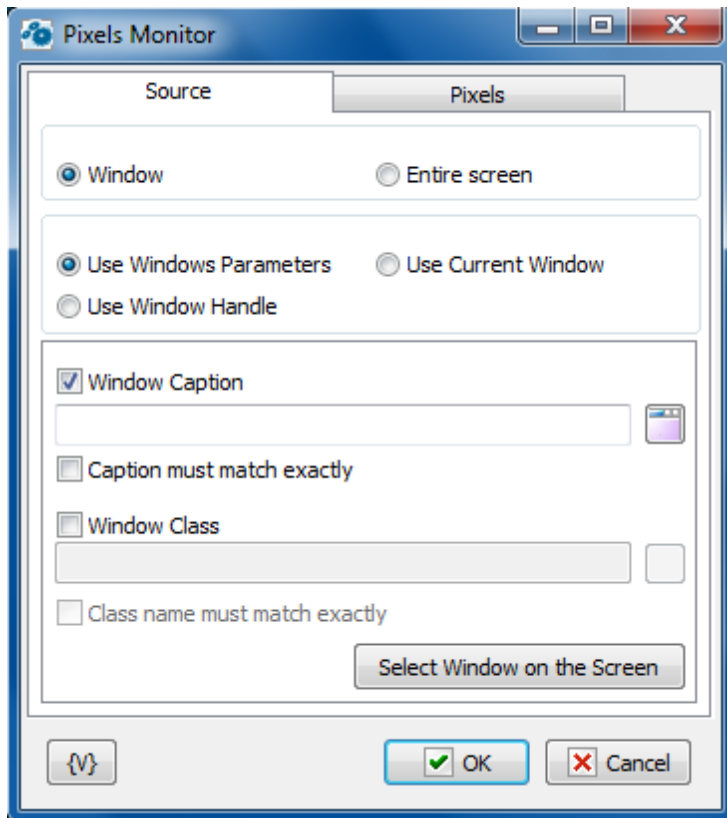 Pixels Monitor
Source Pixels
Window Entire screen
Use Windows Parameters Use Current Window
Use Window Handle
Window Caption
Caption must match exactly
Window Class
Class name must match exactly
Select Window on the Screen
{V} OK Cancel